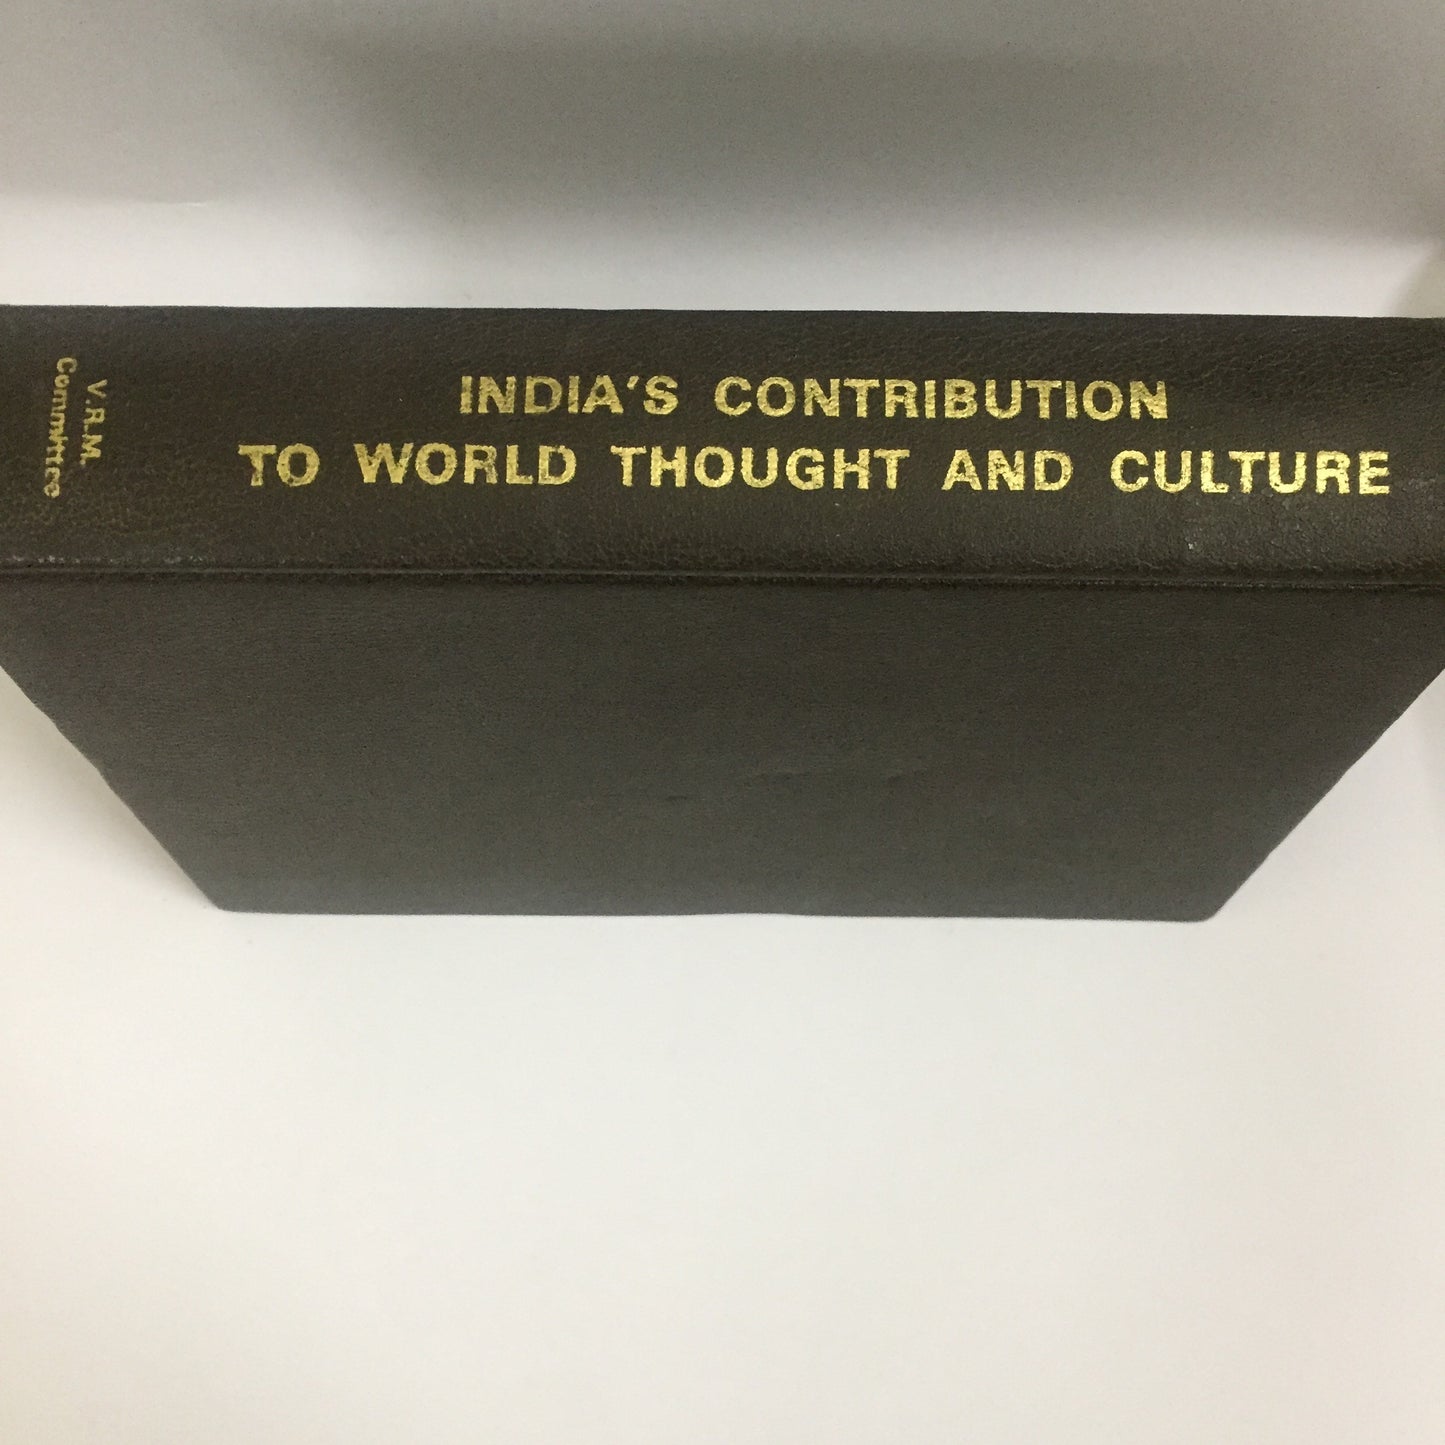 INDIA'S CONTRIBUTION
TO WORLD THOUGHT AND CULTURE
V.R.M.
Committee